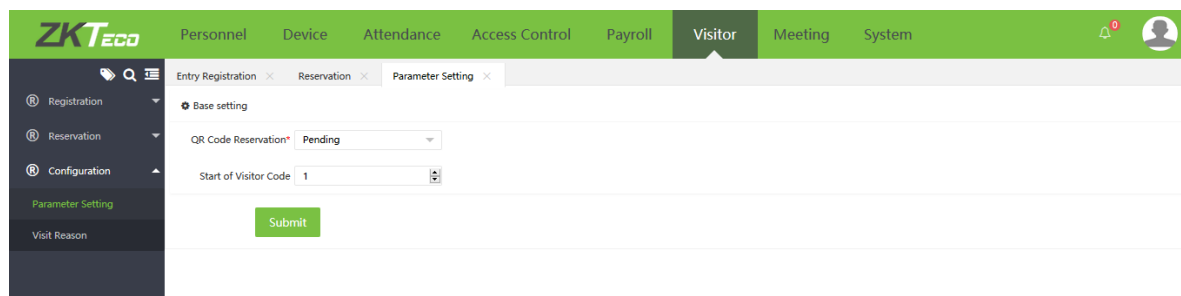 ZKTeco Personnel Device Attendance Access Control Payroll Visitor Meeting System 0
Entry Registration Reservation Parameter Setting
® Registration
® Reservation
® Configuration
Parameter Setting
Visit Reason
Base setting
QR Code Reservation* Pending
Start of Visitor Code 1
Submit